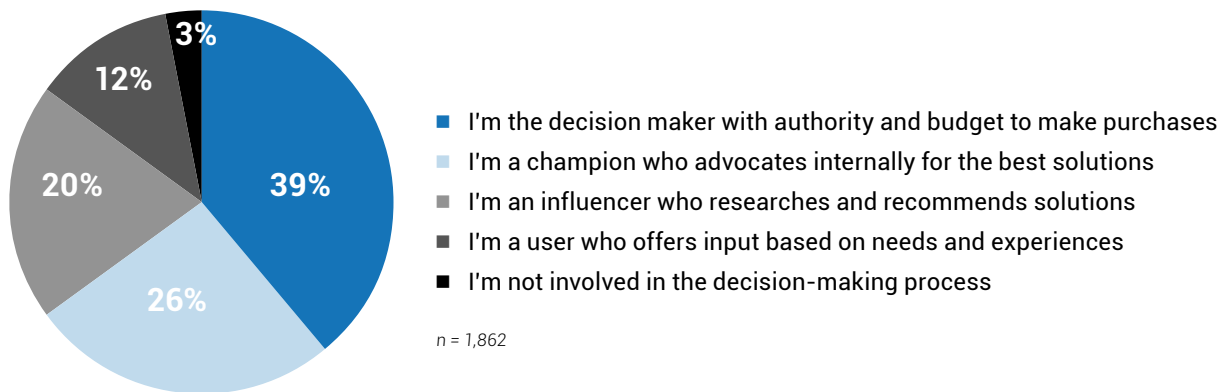 3%
12%
20%
39%
26%
I'm the decision maker with authority and budget to make purchases
I'm a champion who advocates internally for the best solutions
I'm an influencer who researches and recommends solutions
I'm a user who offers input based on needs and experiences
I'm not involved in the decision-making process
n = 1,862